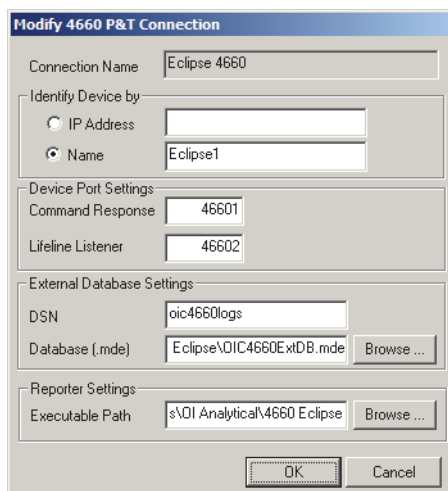 Modify 4660 P&T Connection
Connection Name Eclipse 4660
Identify Device by
IP Address
Name Eclipse1
Device Port Settings
Command Response 46601
Lifeline Listener 46602
External Database Settings
DSN oic4660logs
Database (.mde) Eclipse\OIC4660ExtDB.mde Browse ...
Reporter Settings
Executable Path s\OI Analytical\4660 Eclipse Browse ...
OK Cancel